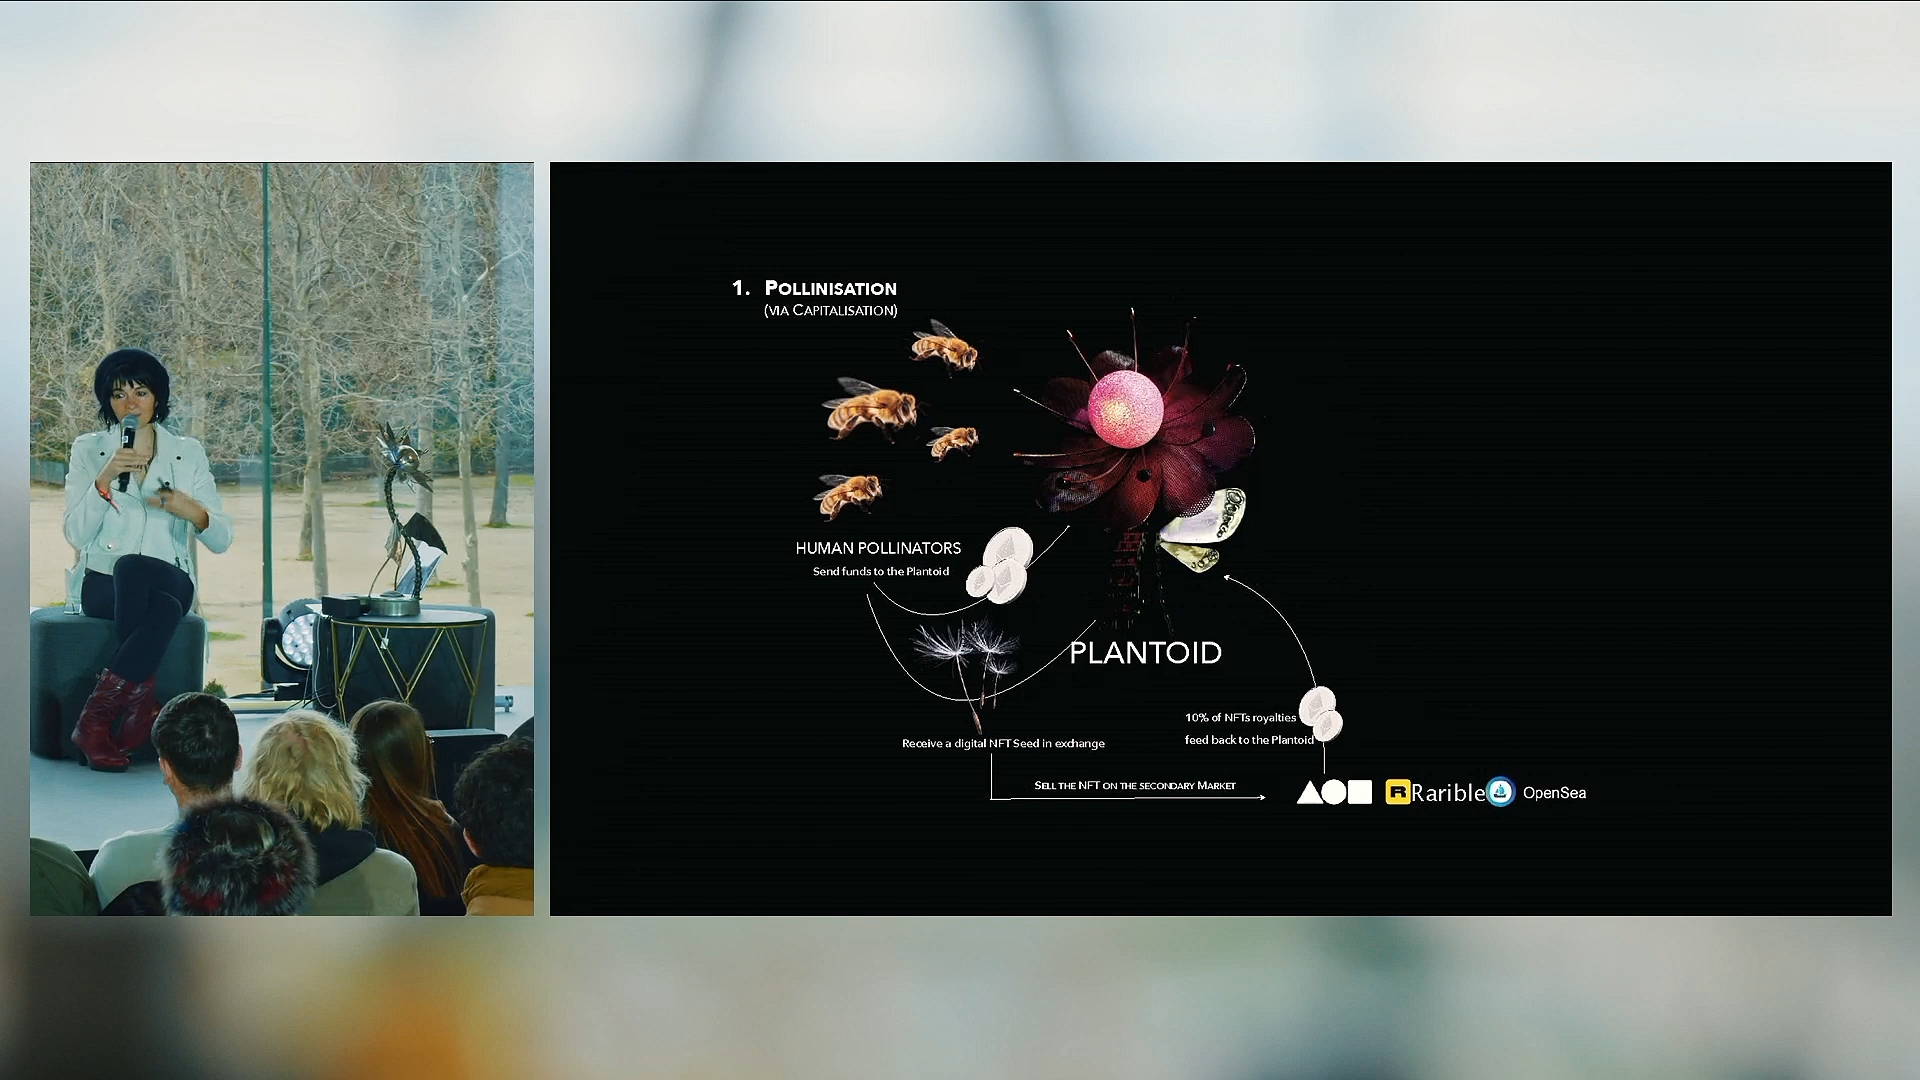 1. POLLINISATION
(VIA CAPITALISATION)
HUMAN POLLINATORS
Send funds to the Plantoid
PLANTOID
10% of NFTs royalties
feed back to the Plantoid
Receive a digital NFT Seed in exchange
SELL THE NFT ON THE SECONDARY MARKET
R Rarible OpenSea